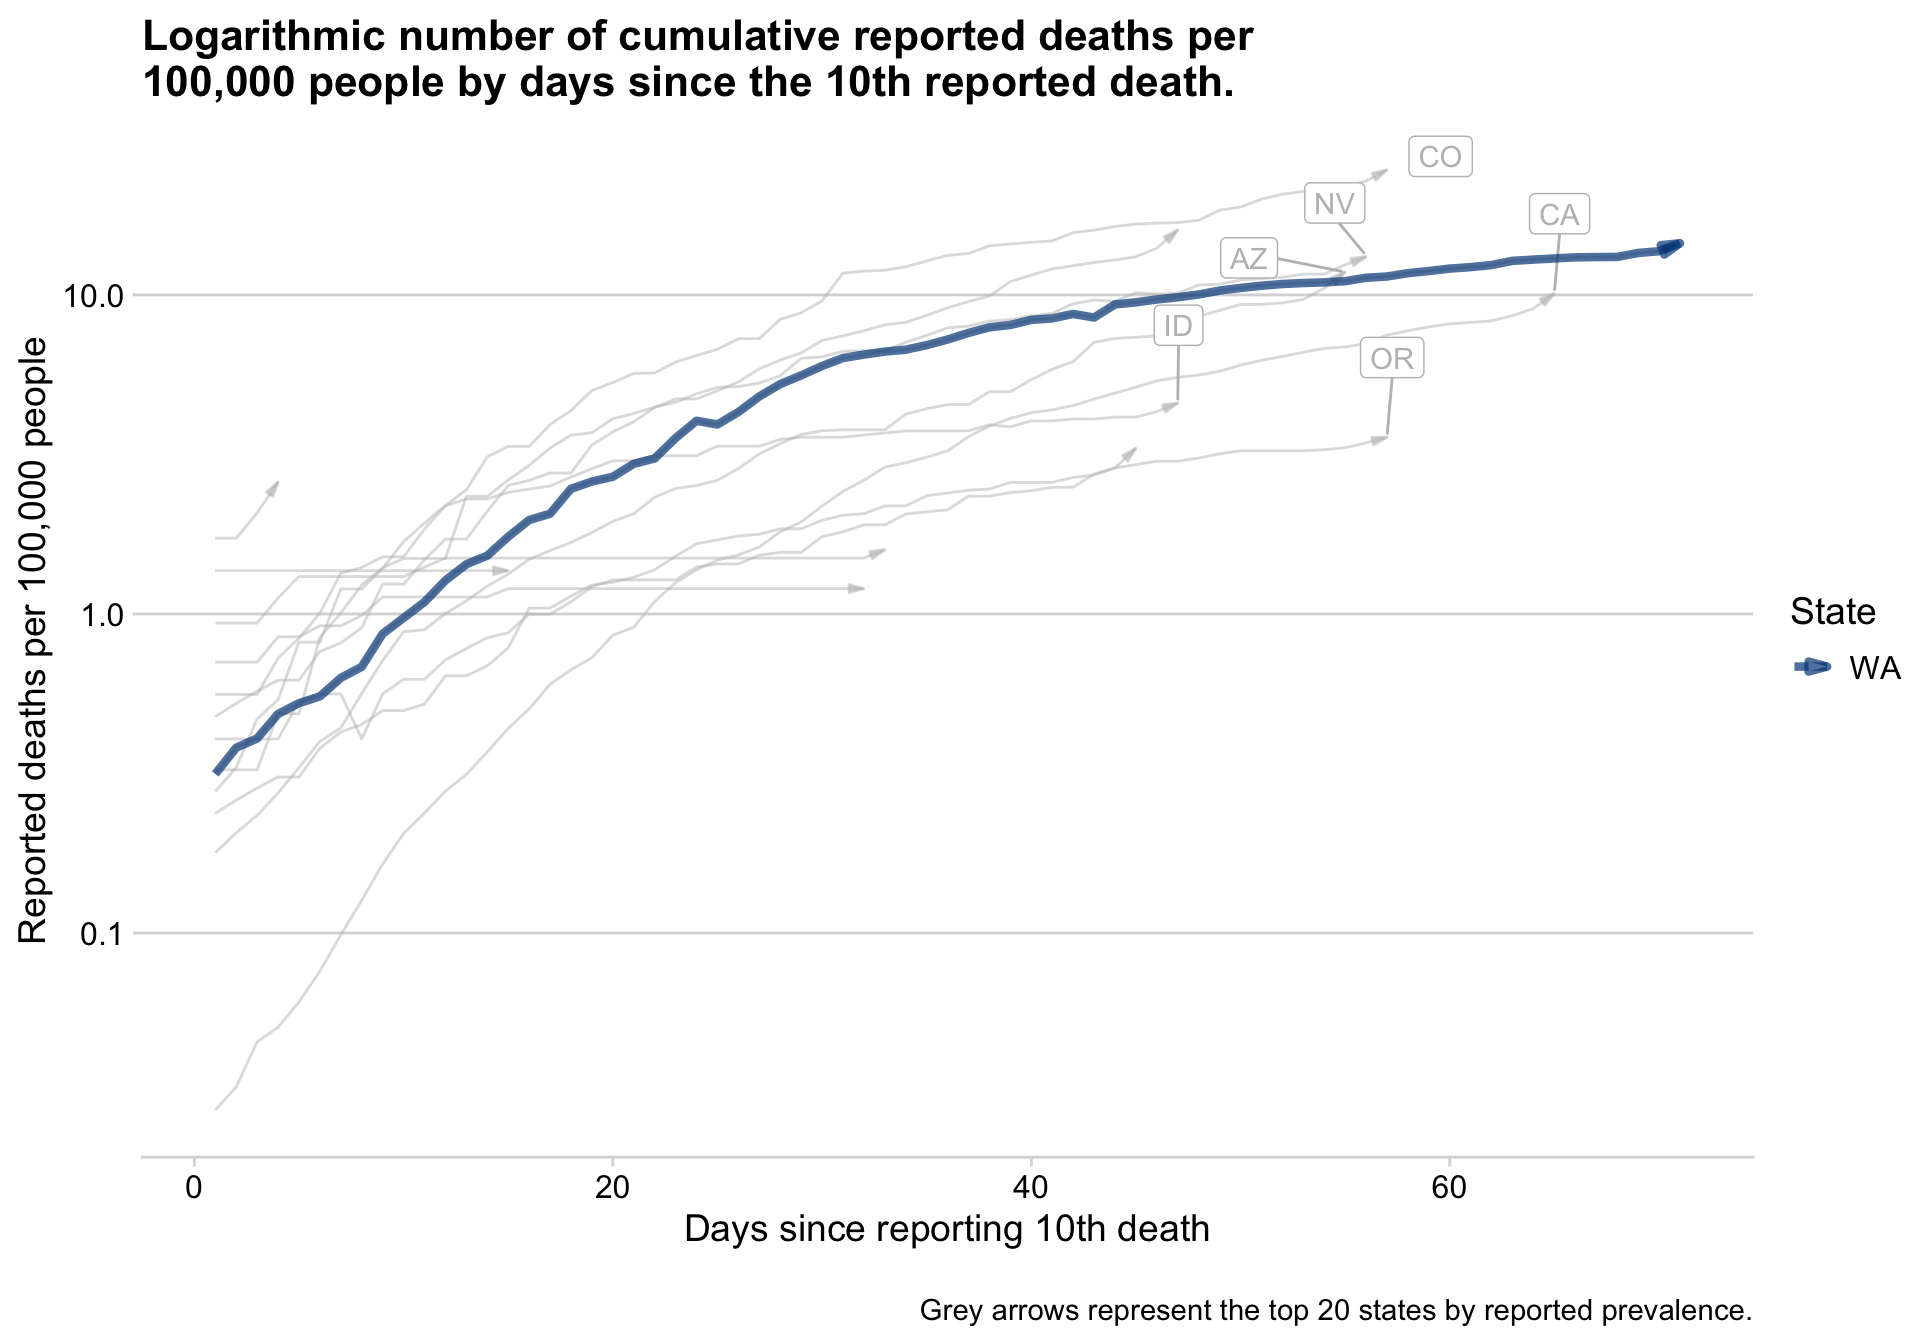 Logarithmic number of cumulative reported deaths per
100,000 people by days since the 10th reported death.
CO
NV
CA
AZ
10.0
ID
OR
Reported deaths per 100,000 people
1.0
State
WA
0.1
0 20 40 60
Days since reporting 10th death
Grey arrows represent the top 20 states by reported prevalence.